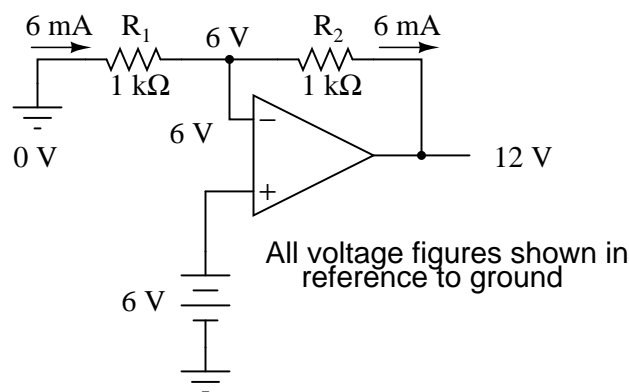 6 mA R₁ 6 V R₂ 6 mA
1 kΩ 1 kΩ
6 V −
0 V 12 V
+
All voltage figures shown in
reference to ground
6 V